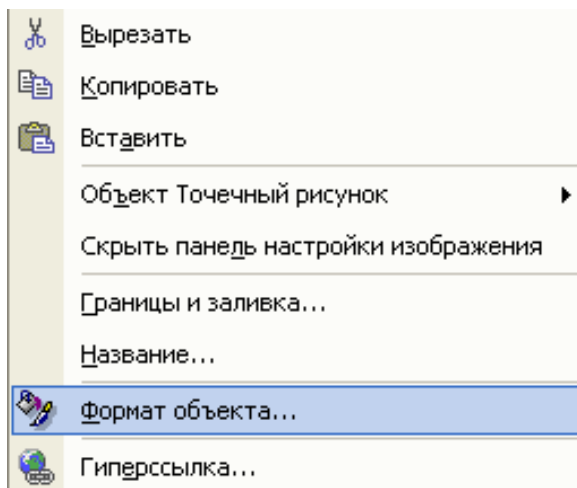 Вырезать
Копировать
Вставить
Объект Точечный рисунок
Скрыть панель настройки изображения
Границы и заливка...
Название...
Формат объекта...
Гиперссылка...